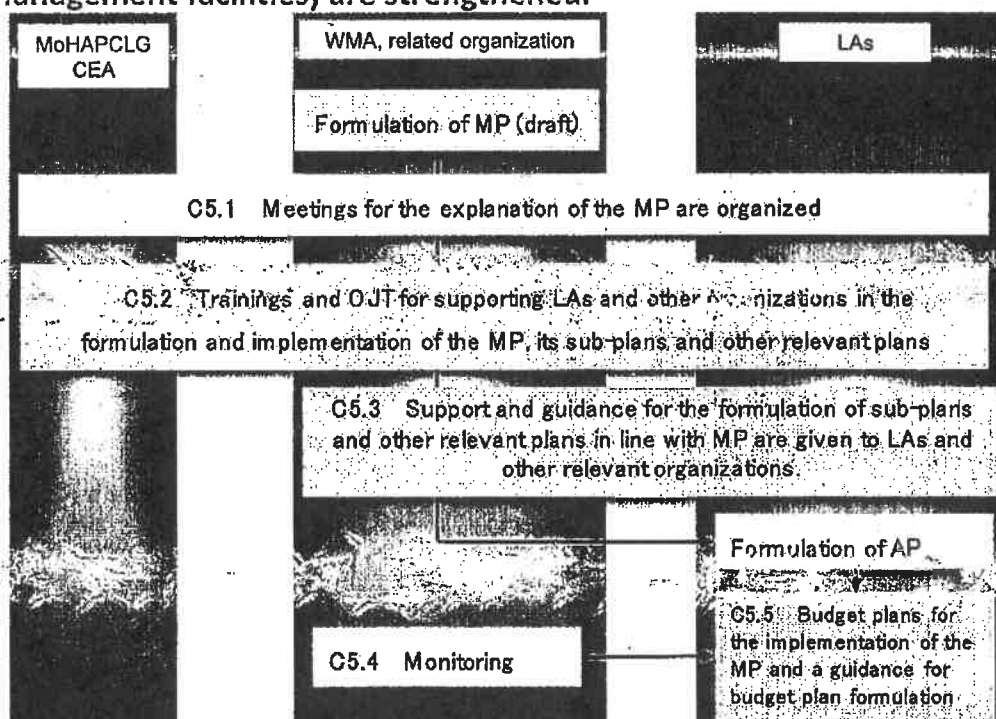 management facilities, are strengthened.
MoHAPCLG
CEA
WMA, related organization
LAs
Formulation of MP (draft)
C5.1 Meetings for the explanation of the MP are organized
C5.2 Trainings and OJT for supporting LAs and other organizations in the
formulation and implementation of the MP, its sub-plans and other relevant plans
C5.3 Support and guidance for the formulation of sub-plans
and other relevant plans in line with MP are given to LAs and
other relevant organizations.
Formulation of AP
C5.4 Monitoring
C5.5 Budget plans for
the implementation of the
MP and a guidance for
budget plan formulation